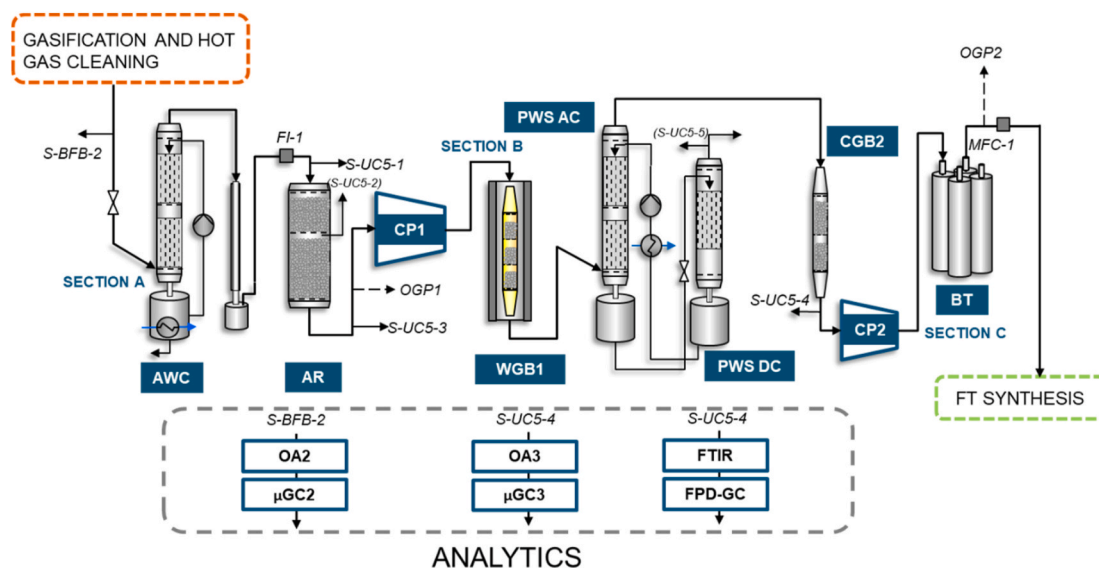 GASIFICATION AND HOT
GAS CLEANING
OGP2
PWS AC
S-BFB-2
FI-1
SECTION B
(S-UC5-5)
CGB2
MFC-1
S-UC5-1
(S-UC5-2)
CP1
SECTION A
OGP1
S-UC5-4
BT
S-UC5-3
CP2
SECTION C
AWC
AR
WGB1
PWS DC
FT SYNTHESIS
S-BFB-2
S-UC5-4
S-UC5-4
OA2
OA3
FTIR
μGC2
μGC3
FPD-GC
ANALYTICS